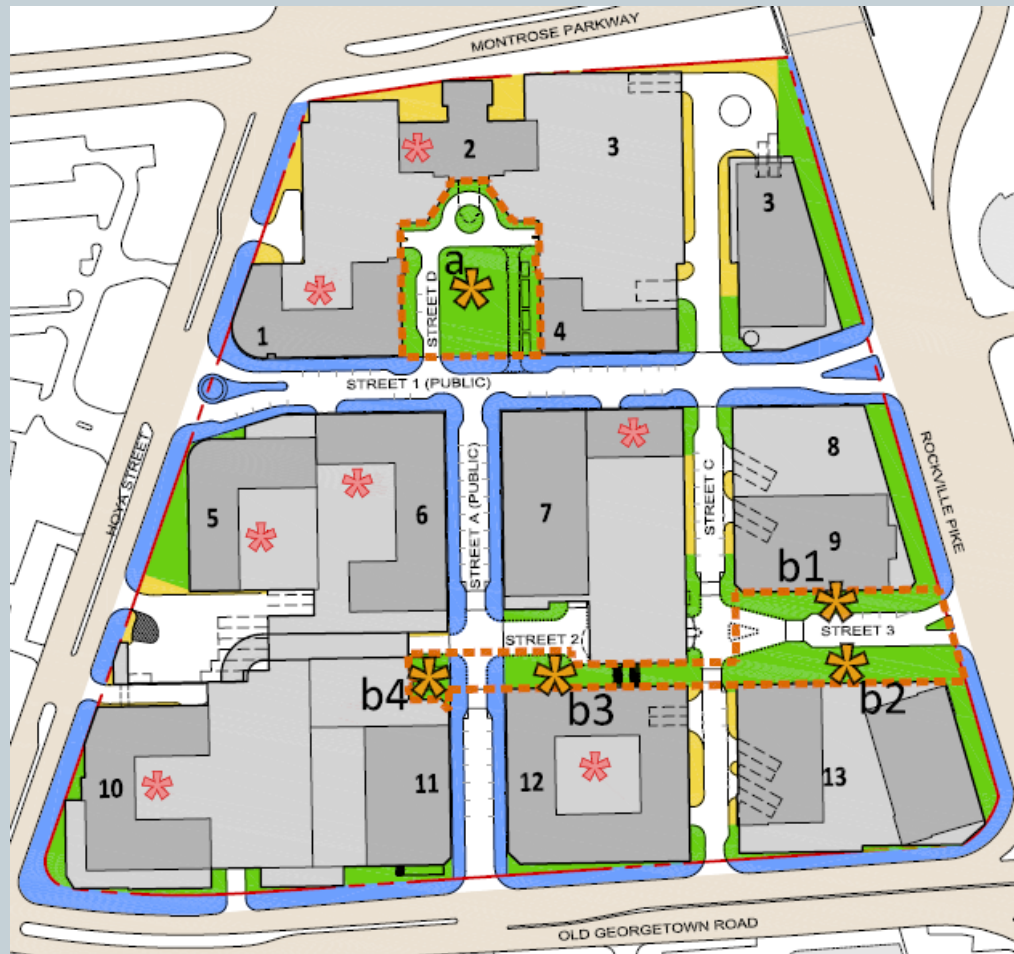 MONTROSE PARKWAY
2
3
3
a
STREET D
1
4
STREET 1 (PUBLIC)
HOYA STREET
ROCKVILLE PIKE
5
6
STREET A (PUBLIC)
7
STREET C
8
9
b1
STREET 2
STREET 3
b4
b3
b2
10
11
12
13
OLD GEORGETOWN ROAD